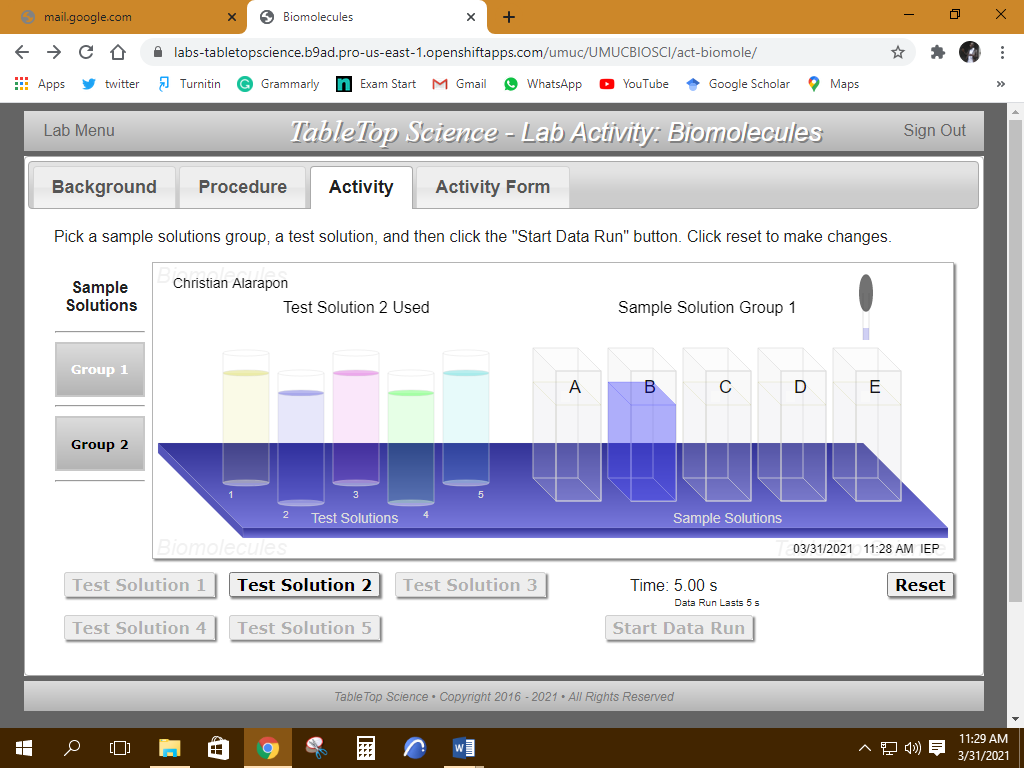 mail.google.com
Biomolecules
labs-tabletopscience.b9ad.pro-us-east-1.openshiftapps.com/umuc/UMUCBIOSCI/act-biomole/
Apps twitter Turnitin Grammarly Exam Start Gmail WhatsApp YouTube Google Scholar Maps »
Lab Menu
TableTop Science - Lab Activity: Biomolecules
Sign Out
Background Procedure Activity Activity Form
Pick a sample solutions group, a test solution, and then click the "Start Data Run" button. Click reset to make changes.
Sample
Solutions
Group 1
Group 2
Biomolecules
Christian Alarapon
Test Solution 2 Used
Sample Solution Group 1
A B C D E
1 2 3 4 5
Test Solutions
Sample Solutions
Biomolecules
03/31/2021 11:28 AM IEP
Test Solution 1 Test Solution 2 Test Solution 3
Time: 5.00 s
Data Run Lasts 5 s
Reset
Test Solution 4 Test Solution 5
Start Data Run
TableTop Science • Copyright 2016 - 2021 • All Rights Reserved
11:29 AM
3/31/2021